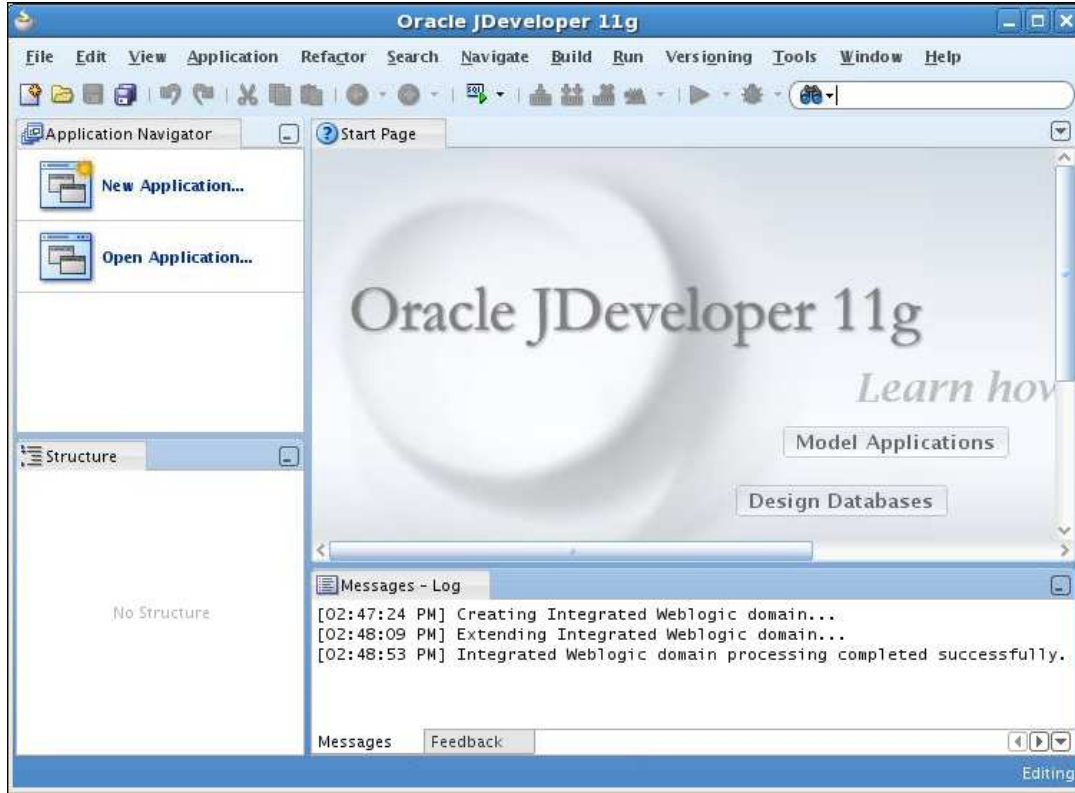 Oracle JDeveloper 11g
File Edit View Application Refactor Search Navigate Build Run Versioning Tools Window Help
Application Navigator
Start Page
New Application...
Open Application...
Oracle JDeveloper 11g
Learn how
Model Applications
Design Databases
Structure
No Structure
Messages - Log
[02:47:24 PM] Creating Integrated Weblogic domain...
[02:48:09 PM] Extending Integrated Weblogic domain...
[02:48:53 PM] Integrated Weblogic domain processing completed successfully.
Messages Feedback
Editing